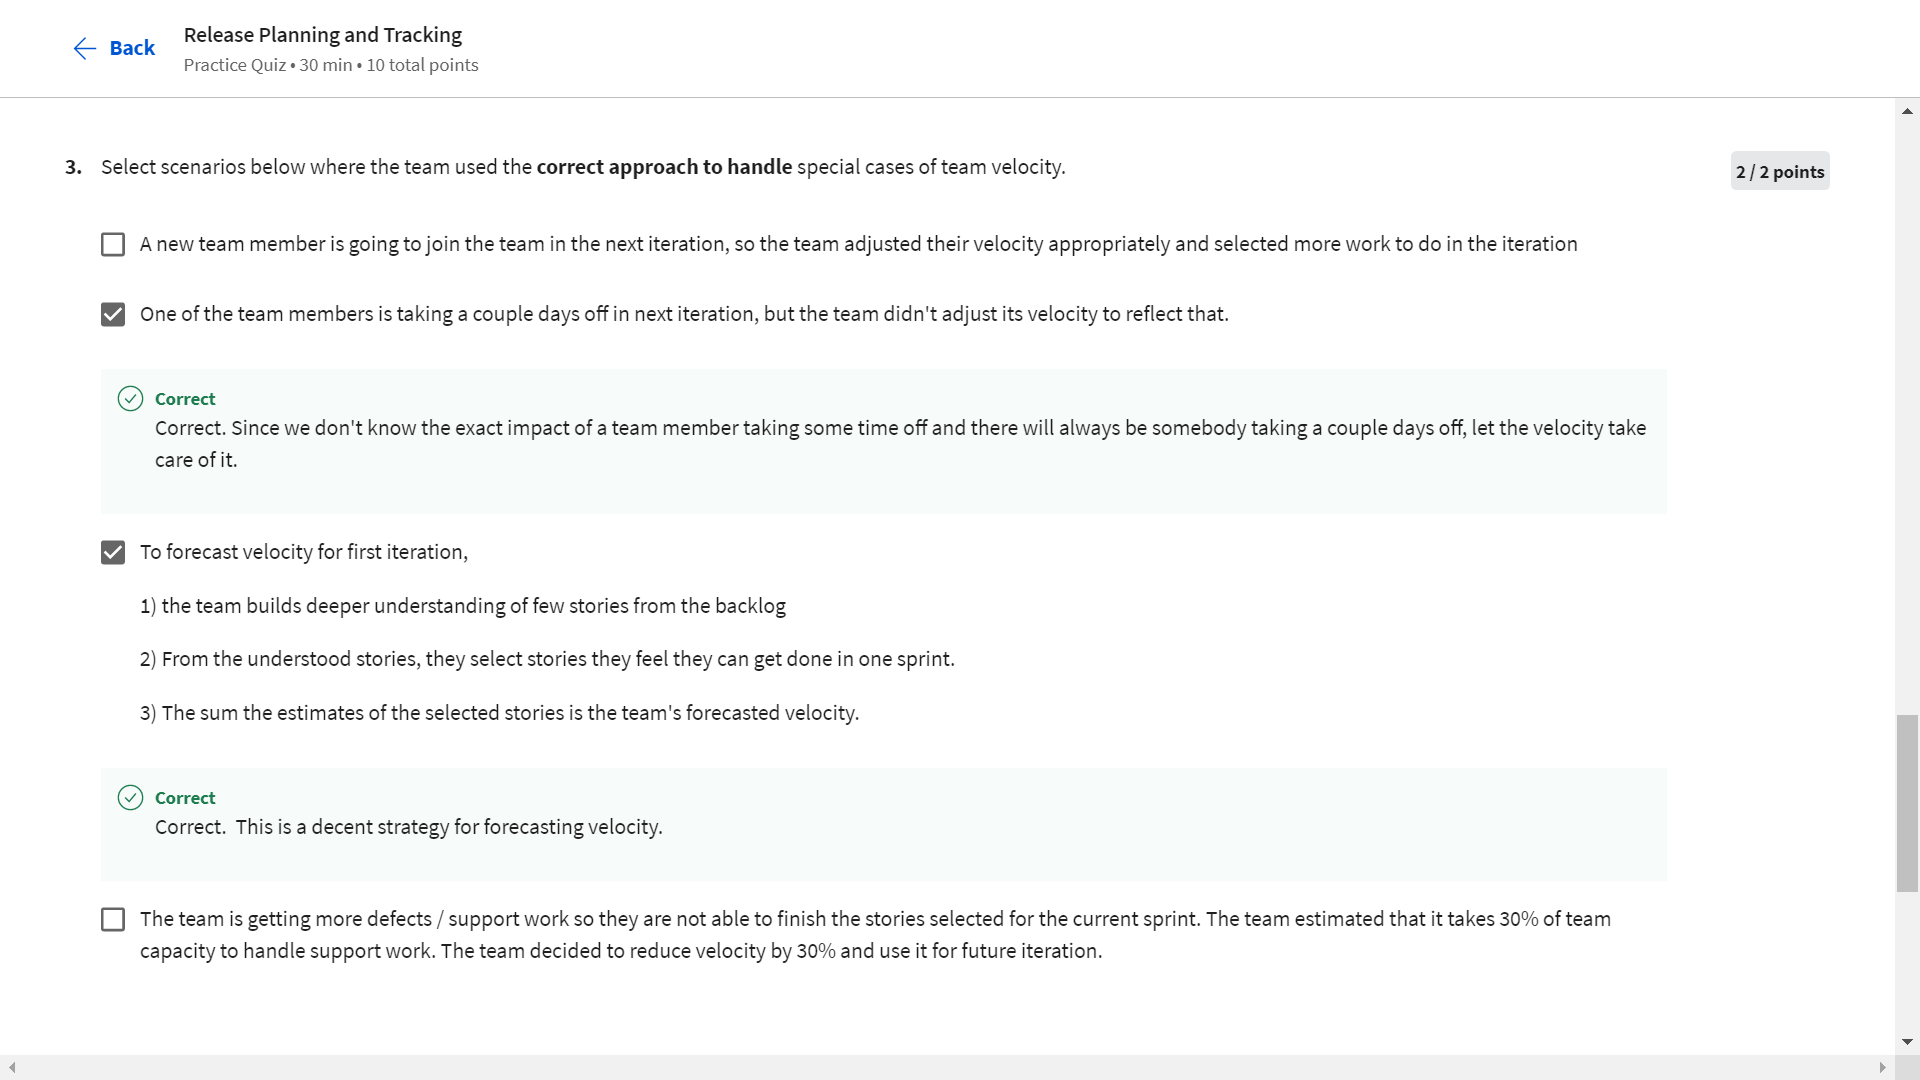 Back
Release Planning and Tracking
Practice Quiz • 30 min • 10 total points
3. Select scenarios below where the team used the correct approach to handle special cases of team velocity.
2 / 2 points
A new team member is going to join the team in the next iteration, so the team adjusted their velocity appropriately and selected more work to do in the iteration
One of the team members is taking a couple days off in next iteration, but the team didn't adjust its velocity to reflect that.
Correct
Correct. Since we don't know the exact impact of a team member taking some time off and there will always be somebody taking a couple days off, let the velocity take
care of it.
To forecast velocity for first iteration,
1) the team builds deeper understanding of few stories from the backlog
2) From the understood stories, they select stories they feel they can get done in one sprint.
3) The sum the estimates of the selected stories is the team's forecasted velocity.
Correct
Correct.  This is a decent strategy for forecasting velocity.
The team is getting more defects / support work so they are not able to finish the stories selected for the current sprint. The team estimated that it takes 30% of team
capacity to handle support work. The team decided to reduce velocity by 30% and use it for future iteration.